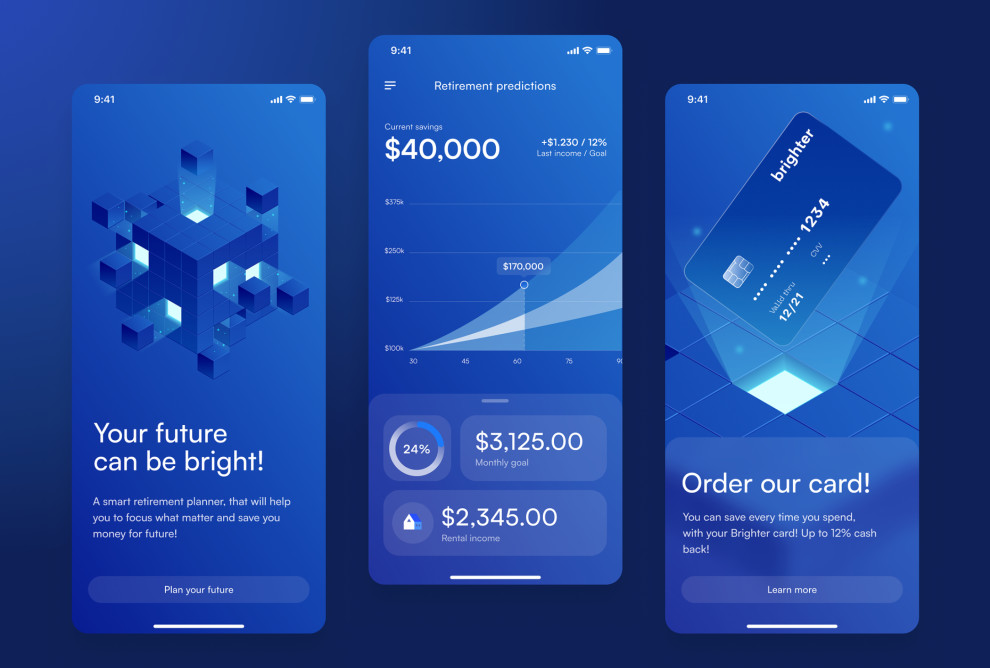 9:41
Your future
can be bright!
A smart retirement planner, that will help
you to focus what matter and save you
money for future!
Plan your future
9:41
Retirement predictions
Current savings
$40,000
+$1.230 / 12%
Last income / Goal
$375k
$250k
$170,000
$125k
$100k
30 45 60 75 90
24%
$3,125.00
Monthly goal
$2,345.00
Rental income
9:41
brighter
•••• •••• •••• 1234
CVV
•••
Valid thru
12/21
Order our card!
You can save every time you spend,
with your Brighter card! Up to 12% cash
back!
Learn more